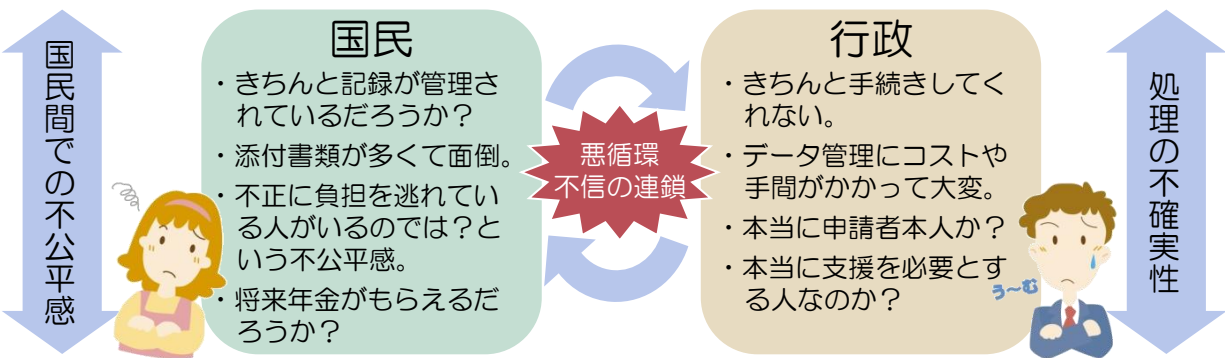 国民間での不公平感
国民
・きちんと記録が管理さ
れているだろうか？
・添付書類が多くて面倒。
・不正に負担を逃れてい
る人がいるのでは？と
いう不公平感。
・将来年金がもらえるだ
ろうか？
悪循環
不信の連鎖
行政
・きちんと手続きしてく
れない。
・データ管理にコストや
手間がかかって大変。
・本当に申請者本人か？
・本当に支援を必要とす
る人なのか？
う〜む
処理の不確実性